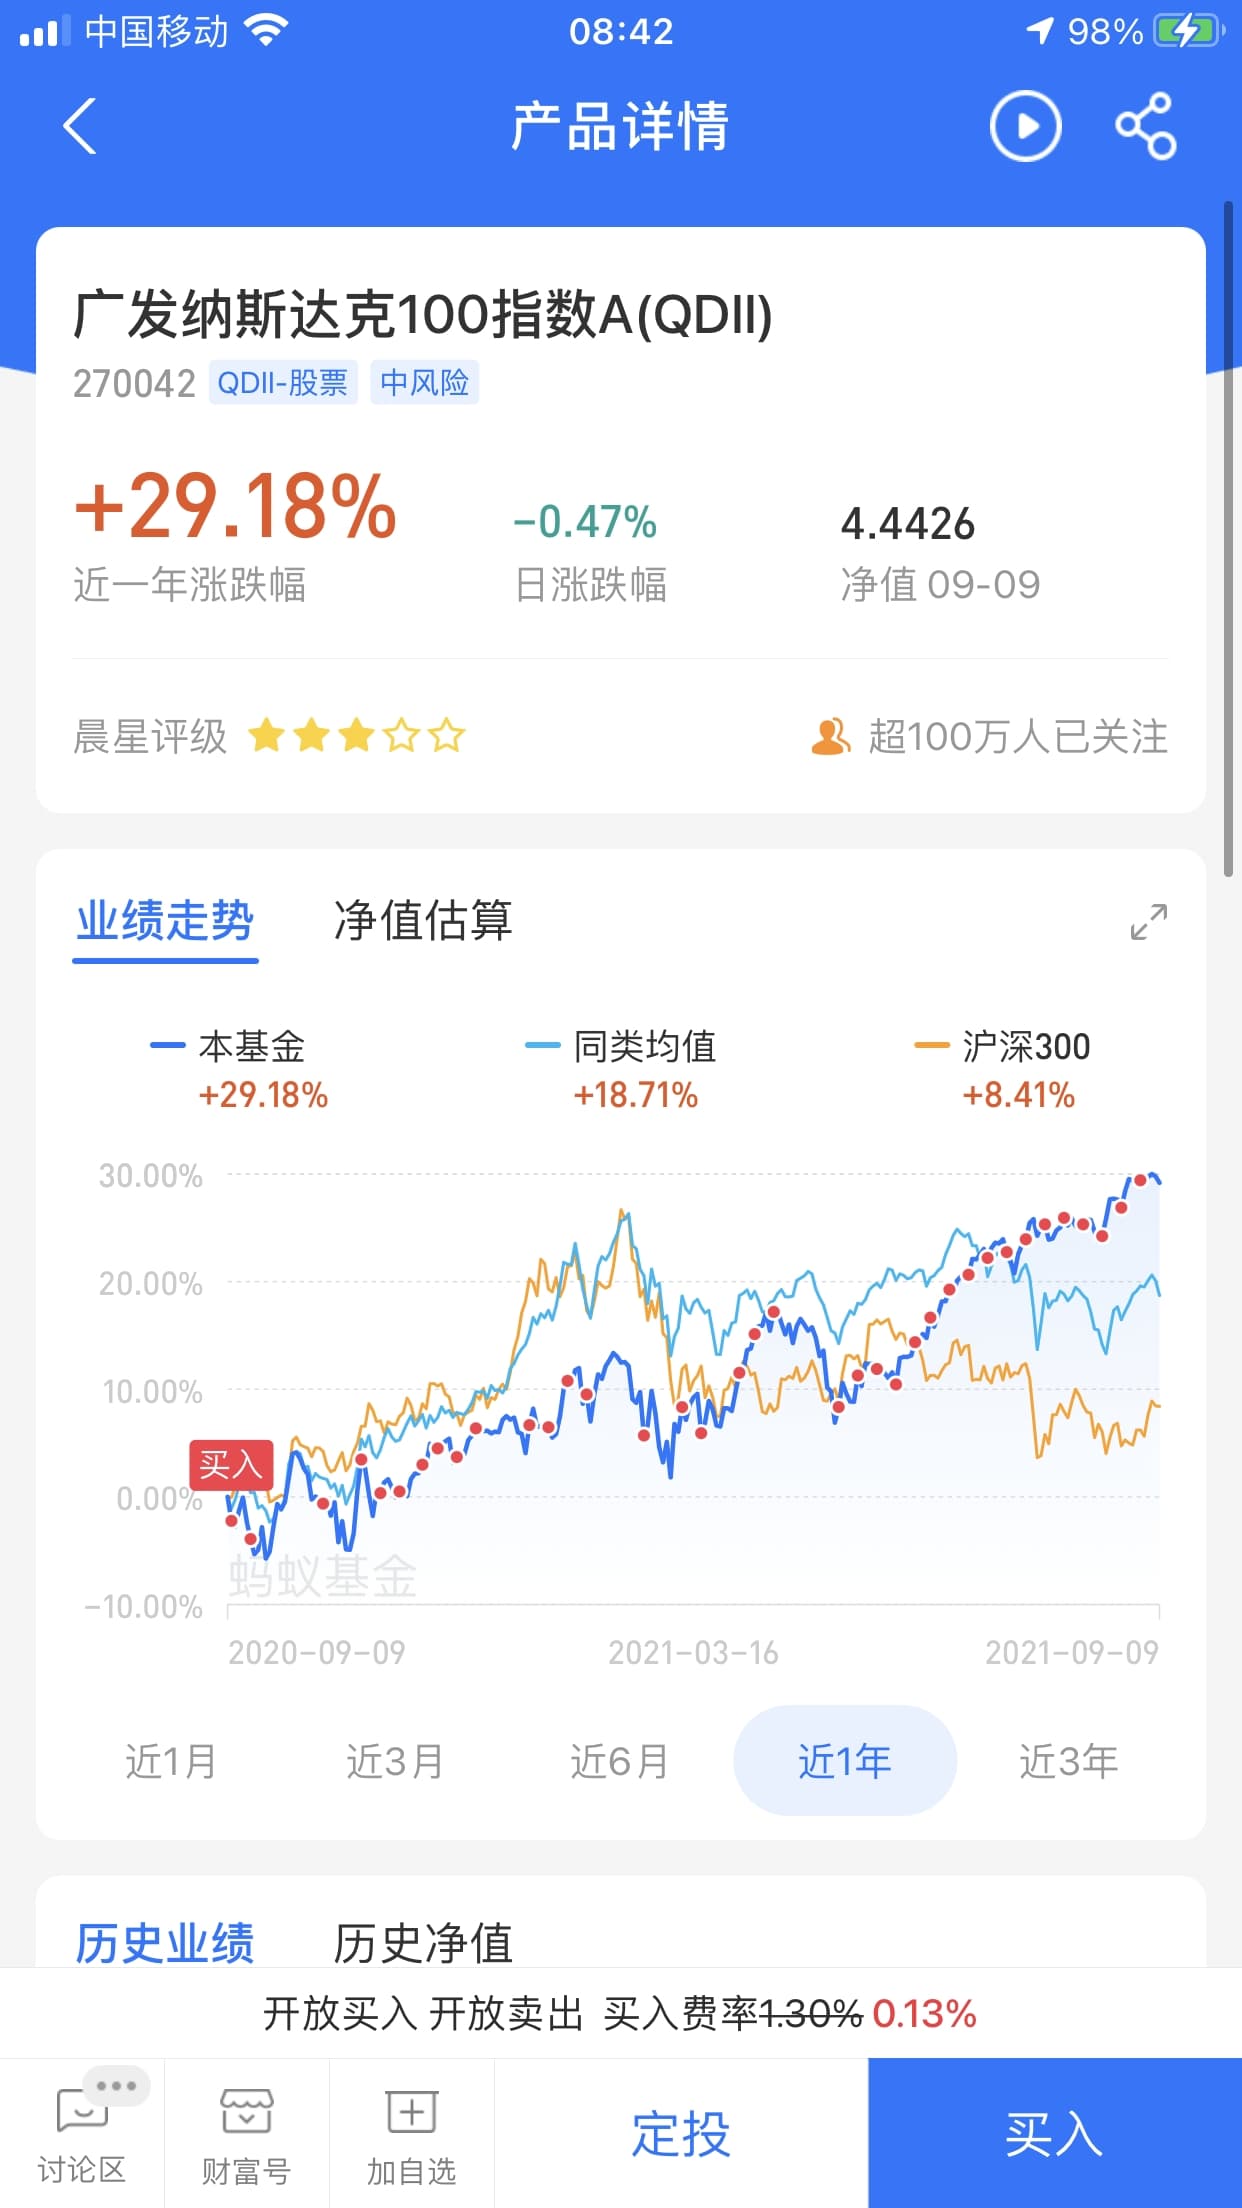 中国移动 08:42 98%
产品详情
广发纳斯达克100指数A(QDII)
270042 QDII-股票 中风险
+29.18% -0.47% 4.4426
近一年涨跌幅 日涨跌幅 净值 09-09
晨星评级 超100万人已关注
业绩走势 净值估算
本基金 同类均值 沪深300
+29.18% +18.71% +8.41%
30.00%
20.00%
10.00%
买入
0.00%
蚂蚁基金
-10.00%
2020-09-09 2021-03-16 2021-09-09
近1月 近3月 近6月 近1年 近3年
历史业绩 历史净值
开放买入 开放卖出 买入费率1.30% 0.13%
讨论区 财富号 加自选 定投 买入